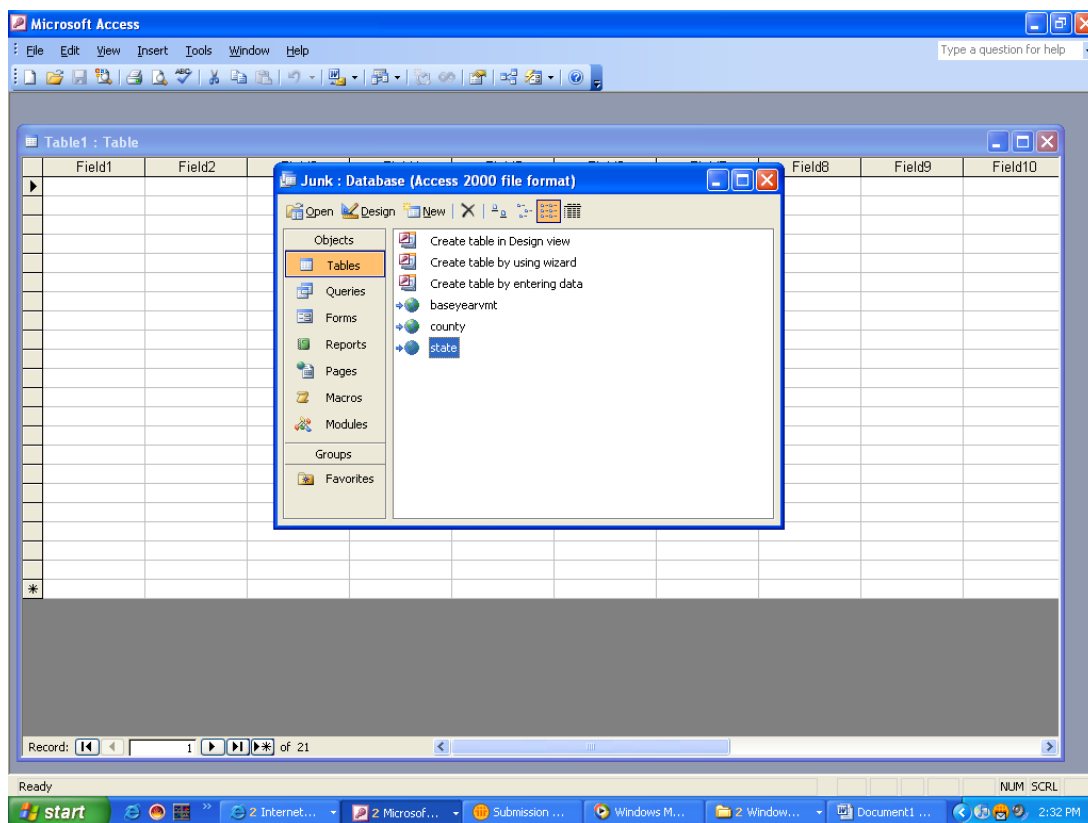 Microsoft Access
File Edit View Insert Tools Window Help
Type a question for help
Table1 : Table
Field1 Field2 Field8 Field9 Field10
Junk : Database (Access 2000 file format)
Open Design New
Objects
Tables
Queries
Forms
Reports
Pages
Macros
Modules
Groups
Favorites
Create table in Design view
Create table by using wizard
Create table by entering data
baseyearvmt
county
state
Record: 1 of 21
Ready
NUM SCRL
start 2 Internet... 2 Microsof... Submission ... Windows M... 2 Window... Document1 ... 2:32 PM